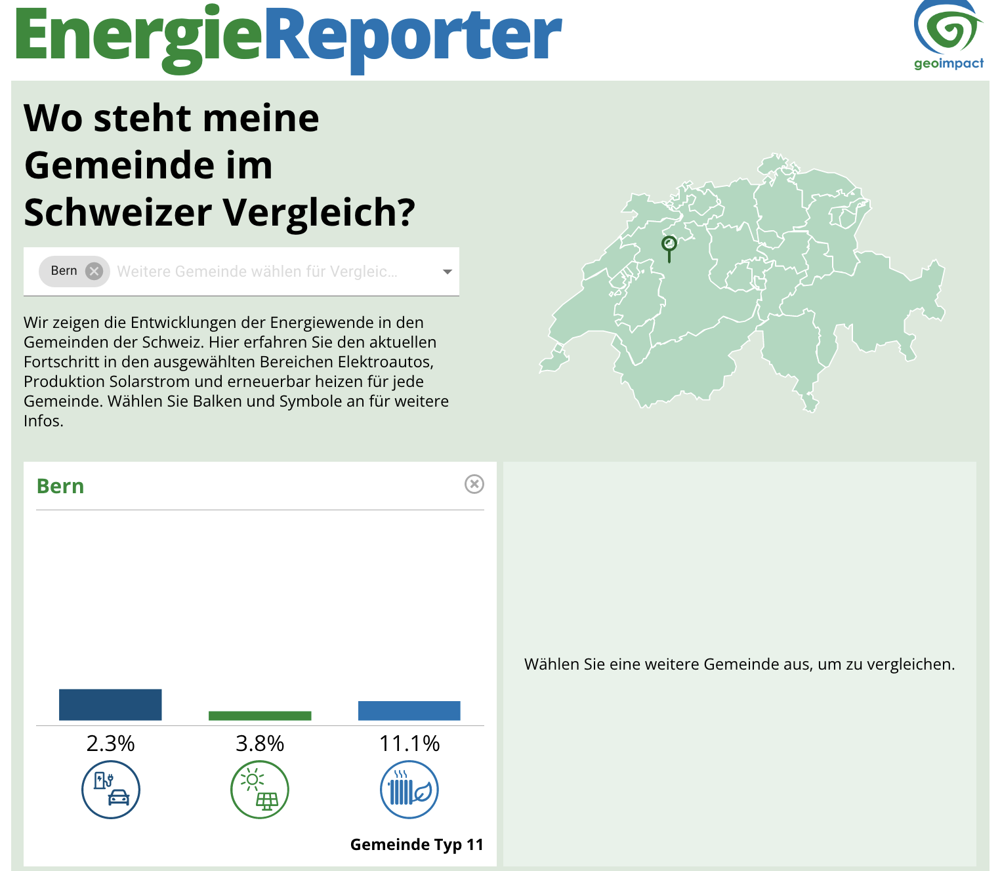 EnergieReporter
geoimpact
Wo steht meine
Gemeinde im
Schweizer Vergleich?
Bern
Weitere Gemeinde wählen für Vergleic...
Wir zeigen die Entwicklungen der Energiewende in den
Gemeinden der Schweiz. Hier erfahren Sie den aktuellen
Fortschritt in den ausgewählten Bereichen Elektroautos,
Produktion Solarstrom und erneuerbar heizen für jede
Gemeinde. Wählen Sie Balken und Symbole an für weitere
Infos.
Bern
2.3% 3.8% 11.1%
Gemeinde Typ 11
Wählen Sie eine weitere Gemeinde aus, um zu vergleichen.